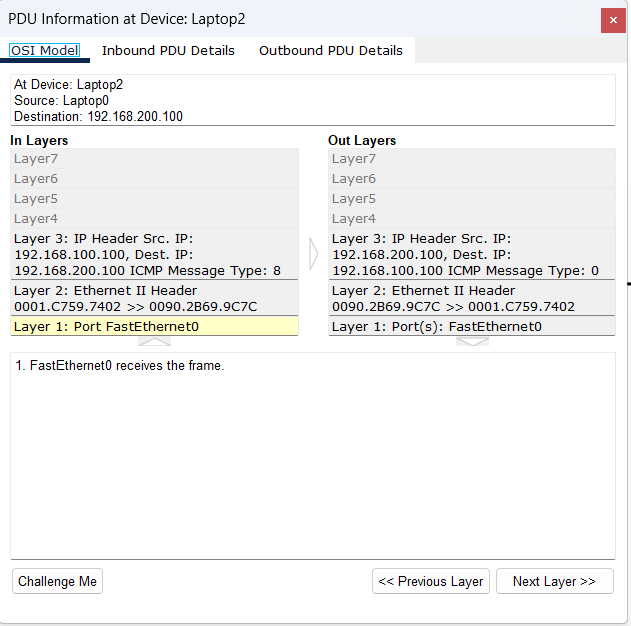 PDU Information at Device: Laptop2
OSI Model Inbound PDU Details Outbound PDU Details
At Device: Laptop2
Source: Laptop0
Destination: 192.168.200.100
In Layers
Layer7
Layer6
Layer5
Layer4
Layer 3: IP Header Src. IP:
192.168.100.100, Dest. IP:
192.168.200.100 ICMP Message Type: 8
Layer 2: Ethernet II Header
0001.C759.7402 >> 0090.2B69.9C7C
Layer 1: Port FastEthernet0
Out Layers
Layer7
Layer6
Layer5
Layer4
Layer 3: IP Header Src. IP:
192.168.200.100, Dest. IP:
192.168.100.100 ICMP Message Type: 0
Layer 2: Ethernet II Header
0090.2B69.9C7C >> 0001.C759.7402
Layer 1: Port(s): FastEthernet0
1. FastEthernet0 receives the frame.
Challenge Me
<< Previous Layer
Next Layer >>